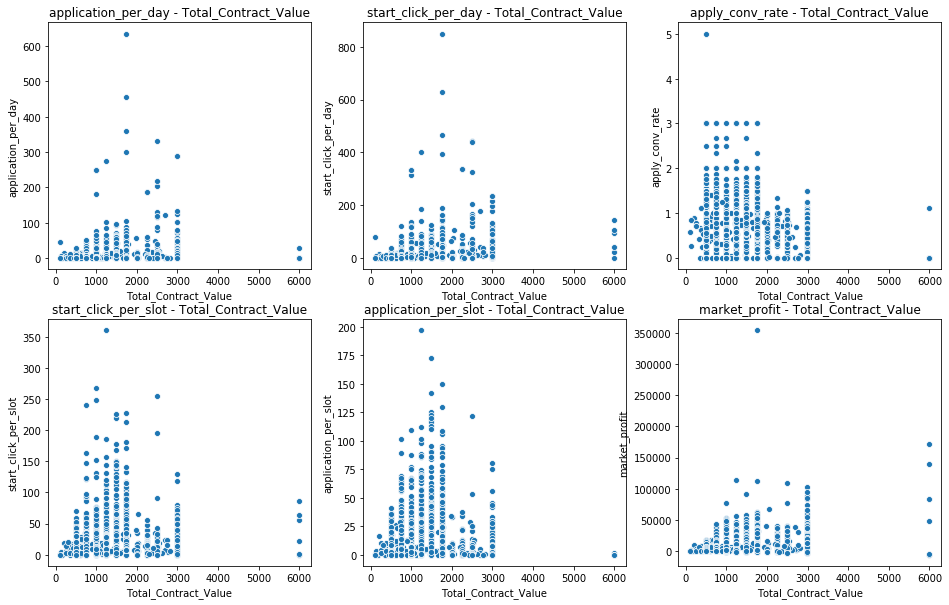 application_per_day - Total_Contract_Value
start_click_per_day - Total_Contract_Value
apply_conv_rate - Total_Contract_Value
application_per_day
600
500
400
300
200
100
0
0 1000 2000 3000 4000 5000 6000
Total_Contract_Value
start_click_per_day
800
600
400
200
0
0 1000 2000 3000 4000 5000 6000
Total_Contract_Value
apply_conv_rate
5
4
3
2
1
0
0 1000 2000 3000 4000 5000 6000
Total_Contract_Value
start_click_per_slot - Total_Contract_Value
application_per_slot - Total_Contract_Value
market_profit - Total_Contract_Value
start_click_per_slot
350
300
250
200
150
100
50
0
0 1000 2000 3000 4000 5000 6000
Total_Contract_Value
application_per_slot
200
175
150
125
100
75
50
25
0
0 1000 2000 3000 4000 5000 6000
Total_Contract_Value
market_profit
350000
300000
250000
200000
150000
100000
50000
0
0 1000 2000 3000 4000 5000 6000
Total_Contract_Value